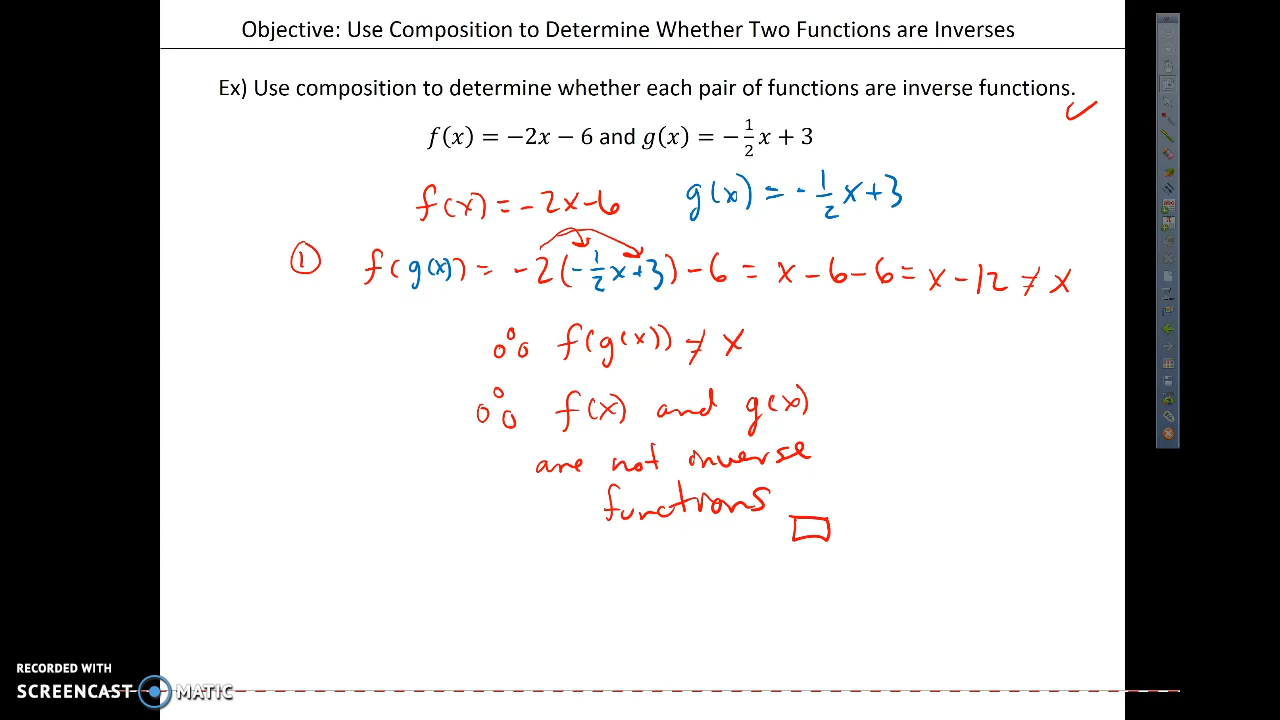 Objective: Use Composition to Determine Whether Two Functions are Inverses
Ex) Use composition to determine whether each pair of functions are inverse functions.
f(x) = −2x − 6 and g(x) = −1/2x + 3
f(x) = -2x-6 g(x) = -1/2x+3
① f(g(x)) = -2(-1/2x+3)-6 = x-6-6 = x-12 ≠ x
∴ f(g(x)) ≠ x
∴ f(x) and g(x)
are not inverse
functions
RECORDED WITH
SCREENCAST MATIC